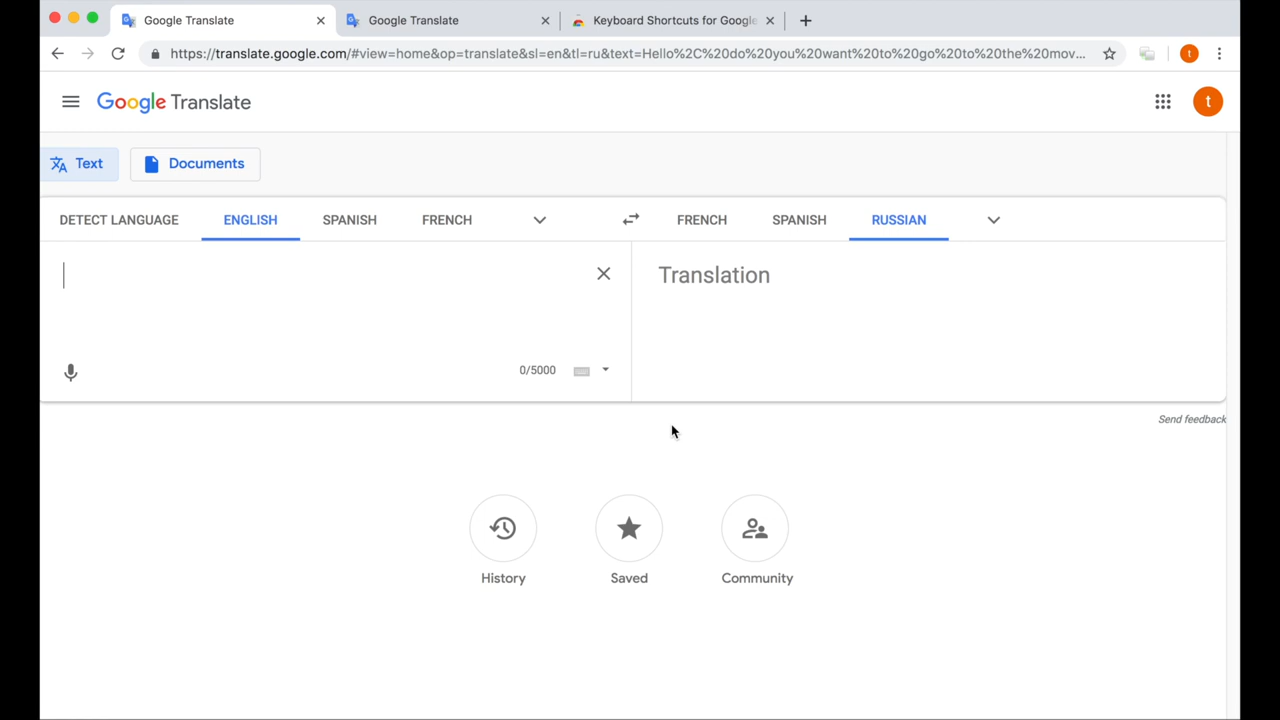 Google Translate
Google Translate
Keyboard Shortcuts for Google
https://translate.google.com/#view=home&op=translate&sl=en&tl=ru&text=Hello%2C%20do%20you%20want%20to%20go%20to%20the%20mov...
t
Google Translate
t
Text
Documents
DETECT LANGUAGE
ENGLISH
SPANISH
FRENCH
FRENCH
SPANISH
RUSSIAN
Translation
0/5000
Send feedback
History
Saved
Community